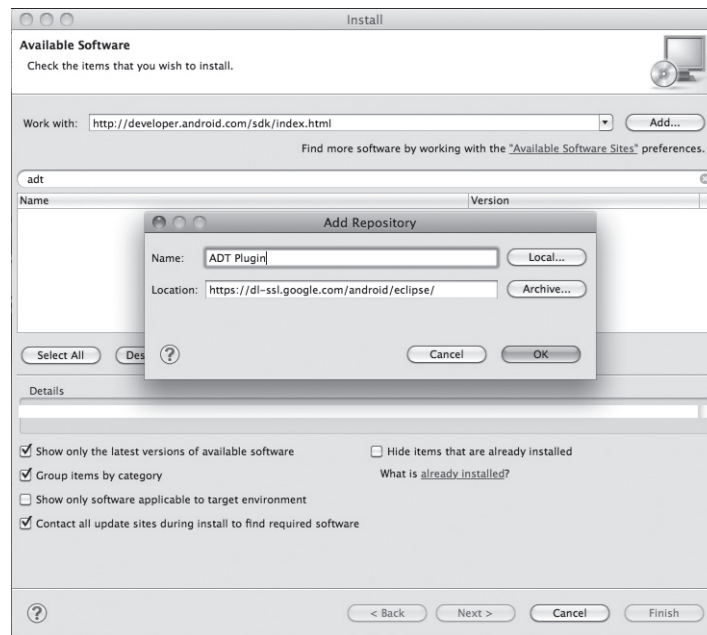 Install
Available Software
Check the items that you wish to install.
Work with: http://developer.android.com/sdk/index.html Add...
Find more software by working with the "Available Software Sites" preferences.
adt
Name Version
Add Repository
Name: ADT Plugin Local...
Location: https://dl-ssl.google.com/android/eclipse/ Archive...
? Cancel OK
Select All Des
Details
Show only the latest versions of available software Hide items that are already installed
Group items by category What is already installed?
Show only software applicable to target environment
Contact all update sites during install to find required software
? < Back Next > Cancel Finish